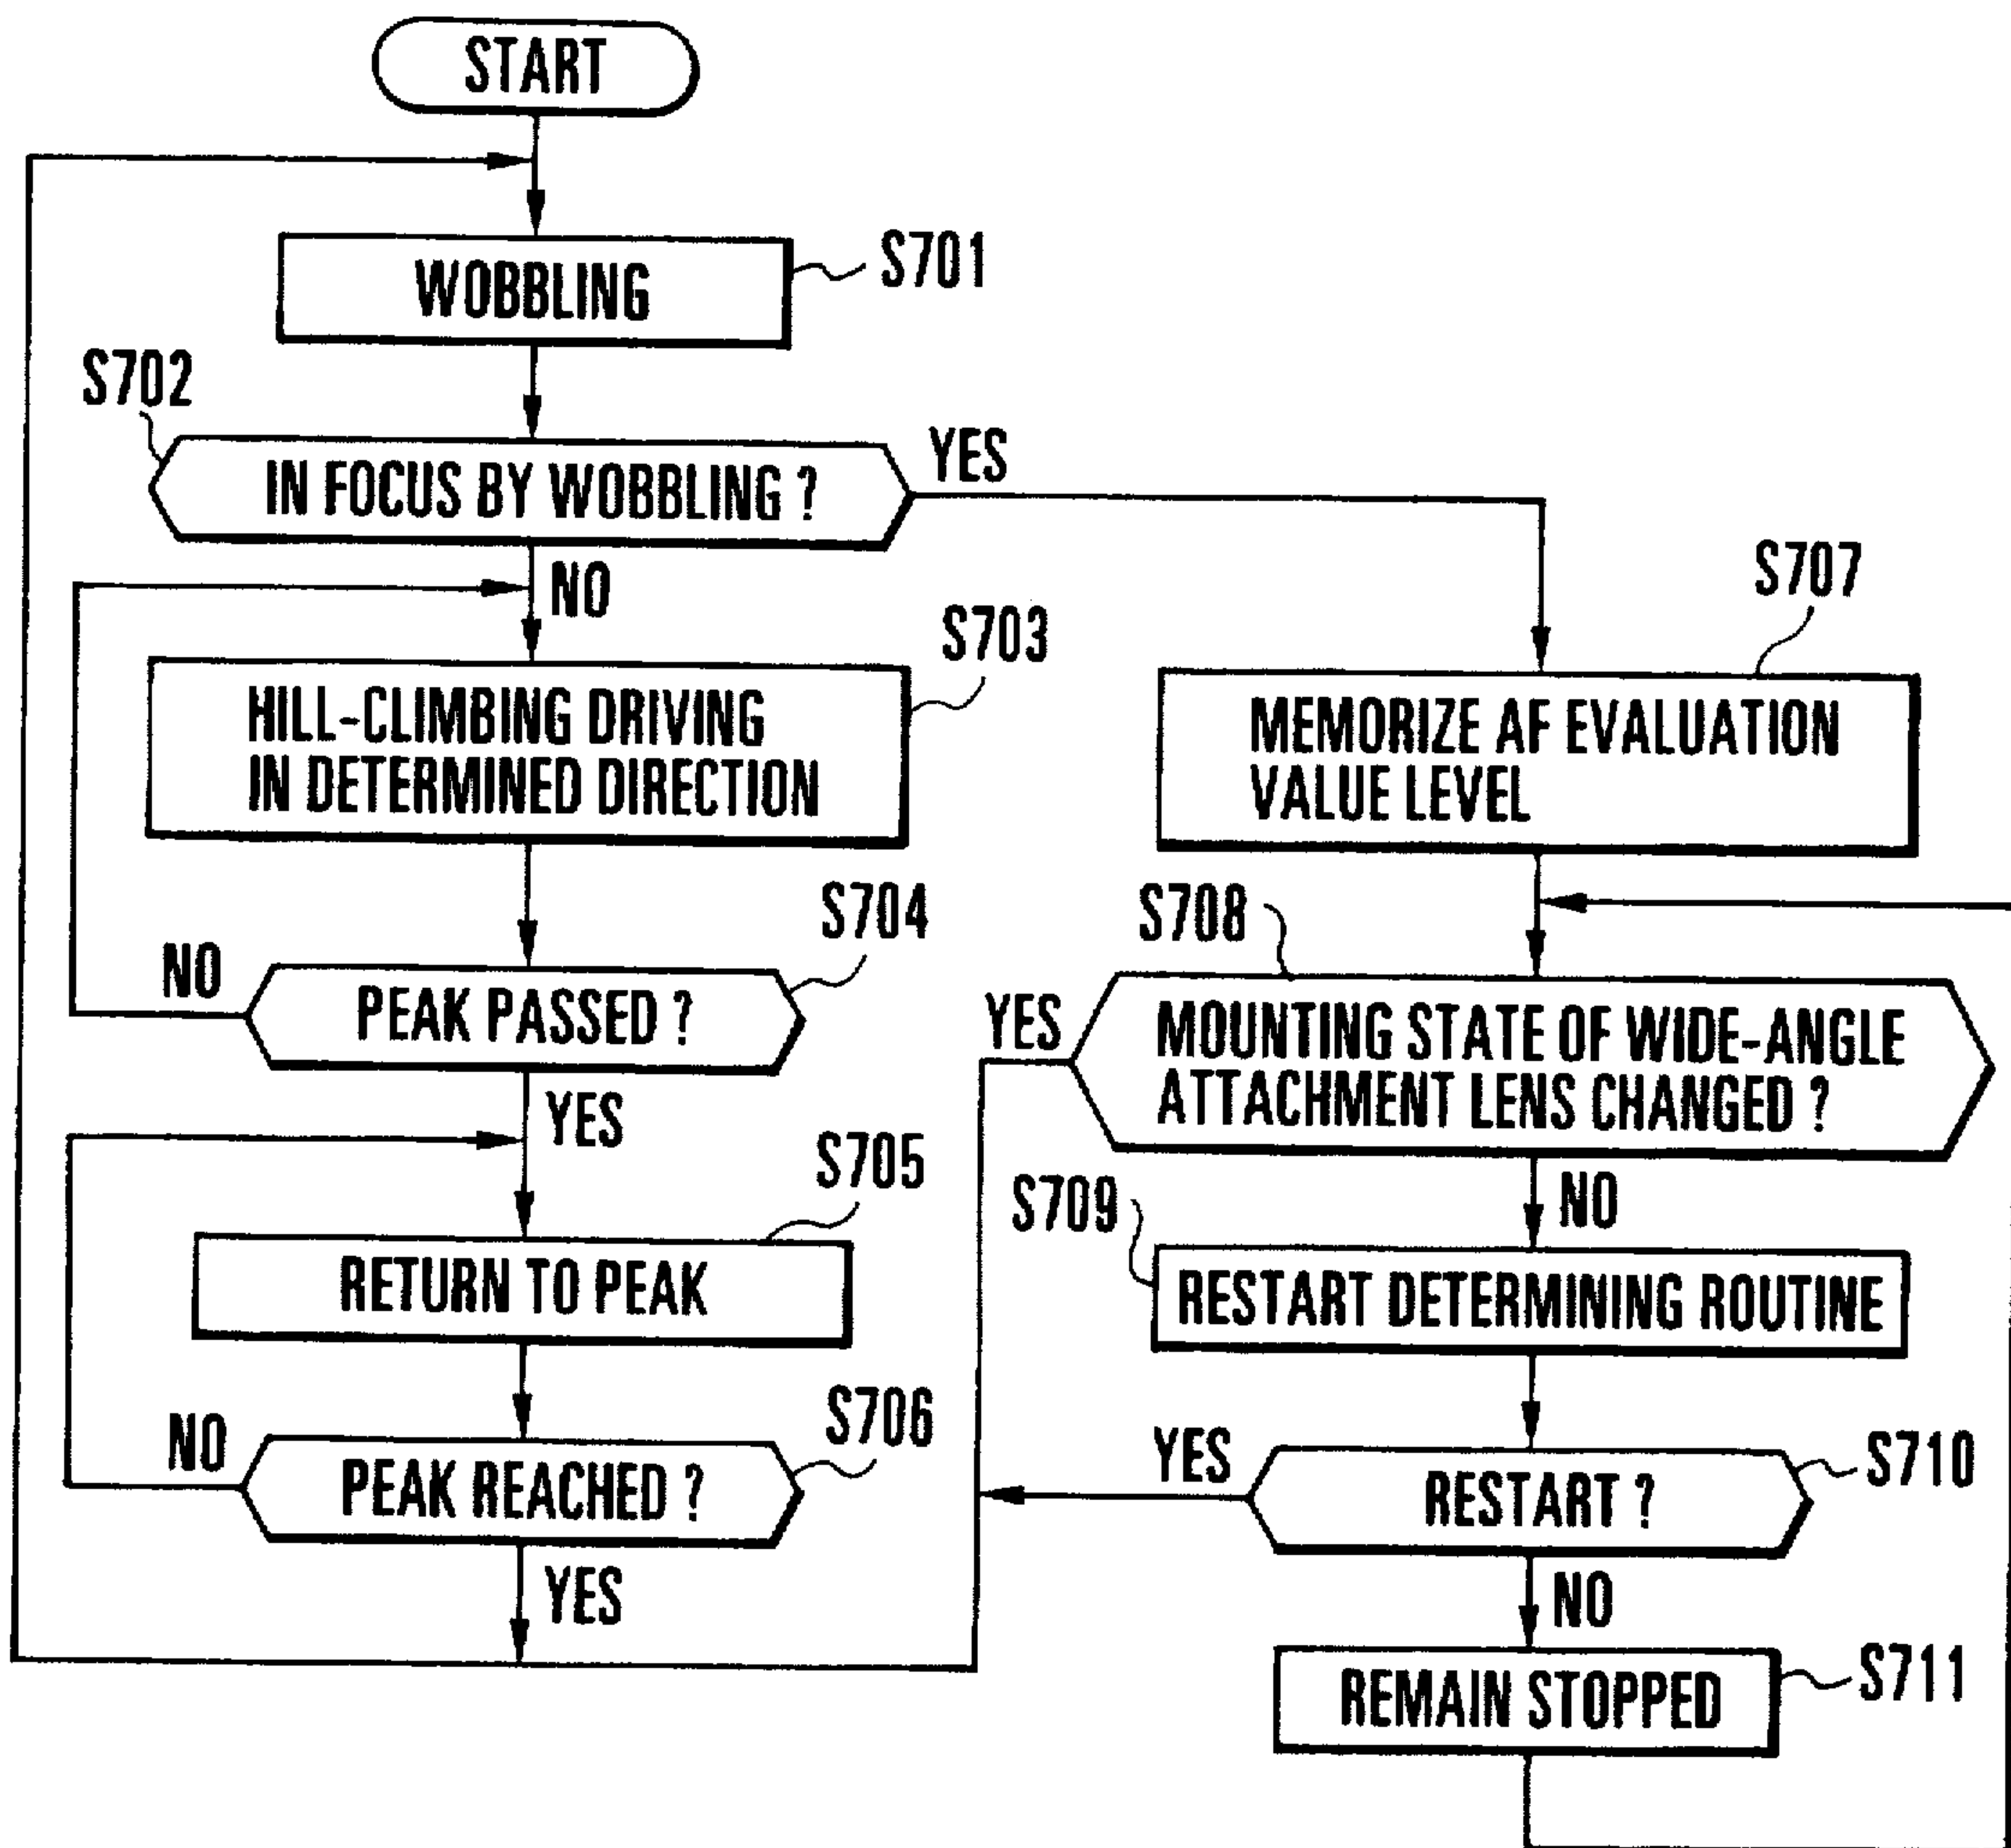 START
WOBBLING
S701
S702
IN FOCUS BY WOBBLING ?
YES
NO
HILL-CLIMBING DRIVING
IN DETERMINED DIRECTION
S703
S704
PEAK PASSED ?
NO
YES
S705
RETURN TO PEAK
S706
PEAK REACHED ?
NO
YES
S707
MEMORIZE AF EVALUATION
VALUE LEVEL
S708
MOUNTING STATE OF WIDE-ANGLE
ATTACHMENT LENS CHANGED ?
YES
NO
S709
RESTART DETERMINING ROUTINE
S710
RESTART ?
YES
NO
REMAIN STOPPED
S711